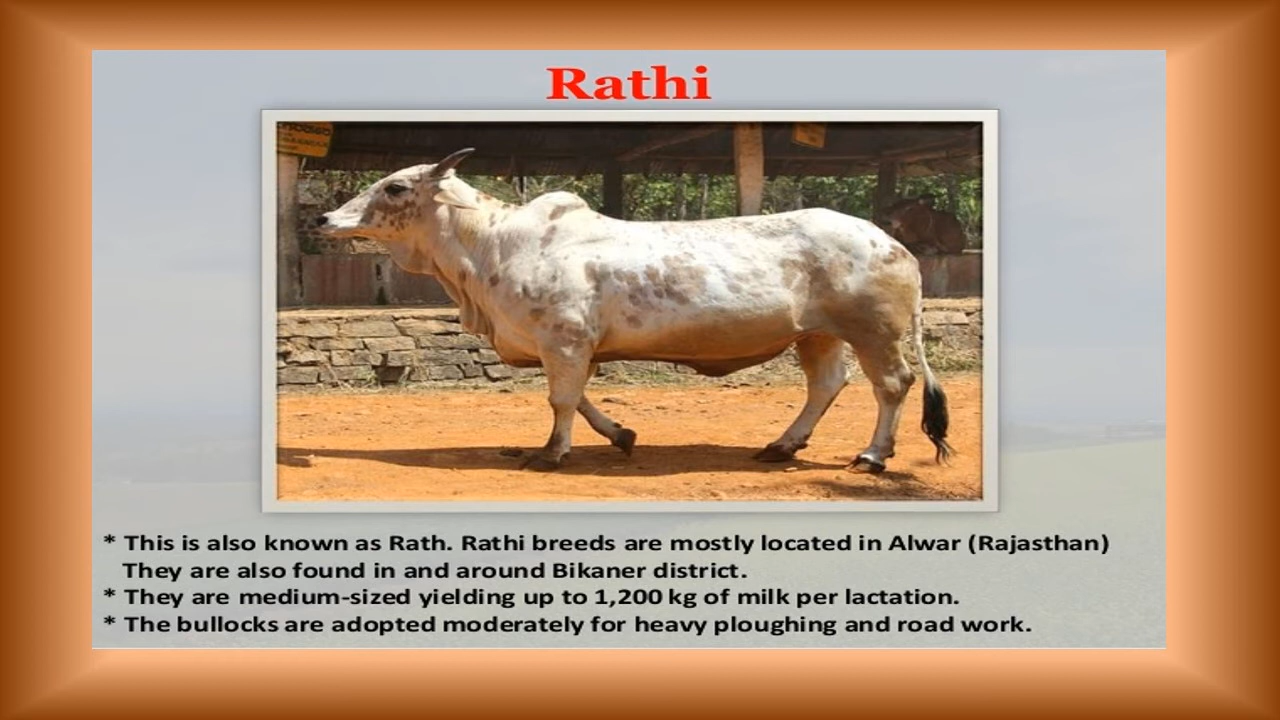 Rathi
* This is also known as Rath. Rathi breeds are mostly located in Alwar (Rajasthan)
They are also found in and around Bikaner district.
* They are medium-sized yielding up to 1,200 kg of milk per lactation.
* The bullocks are adopted moderately for heavy ploughing and road work.